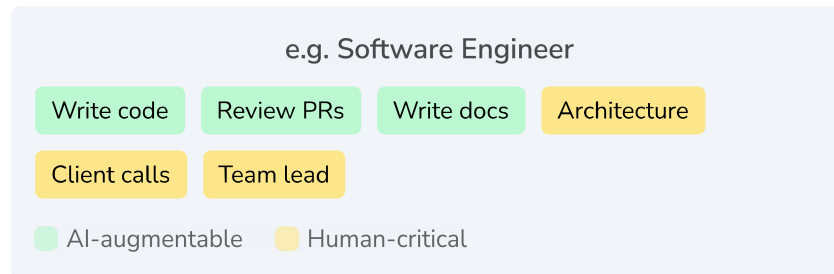 e.g. Software Engineer
Write code Review PRs Write docs Architecture
Client calls Team lead
AI-augmentable Human-critical